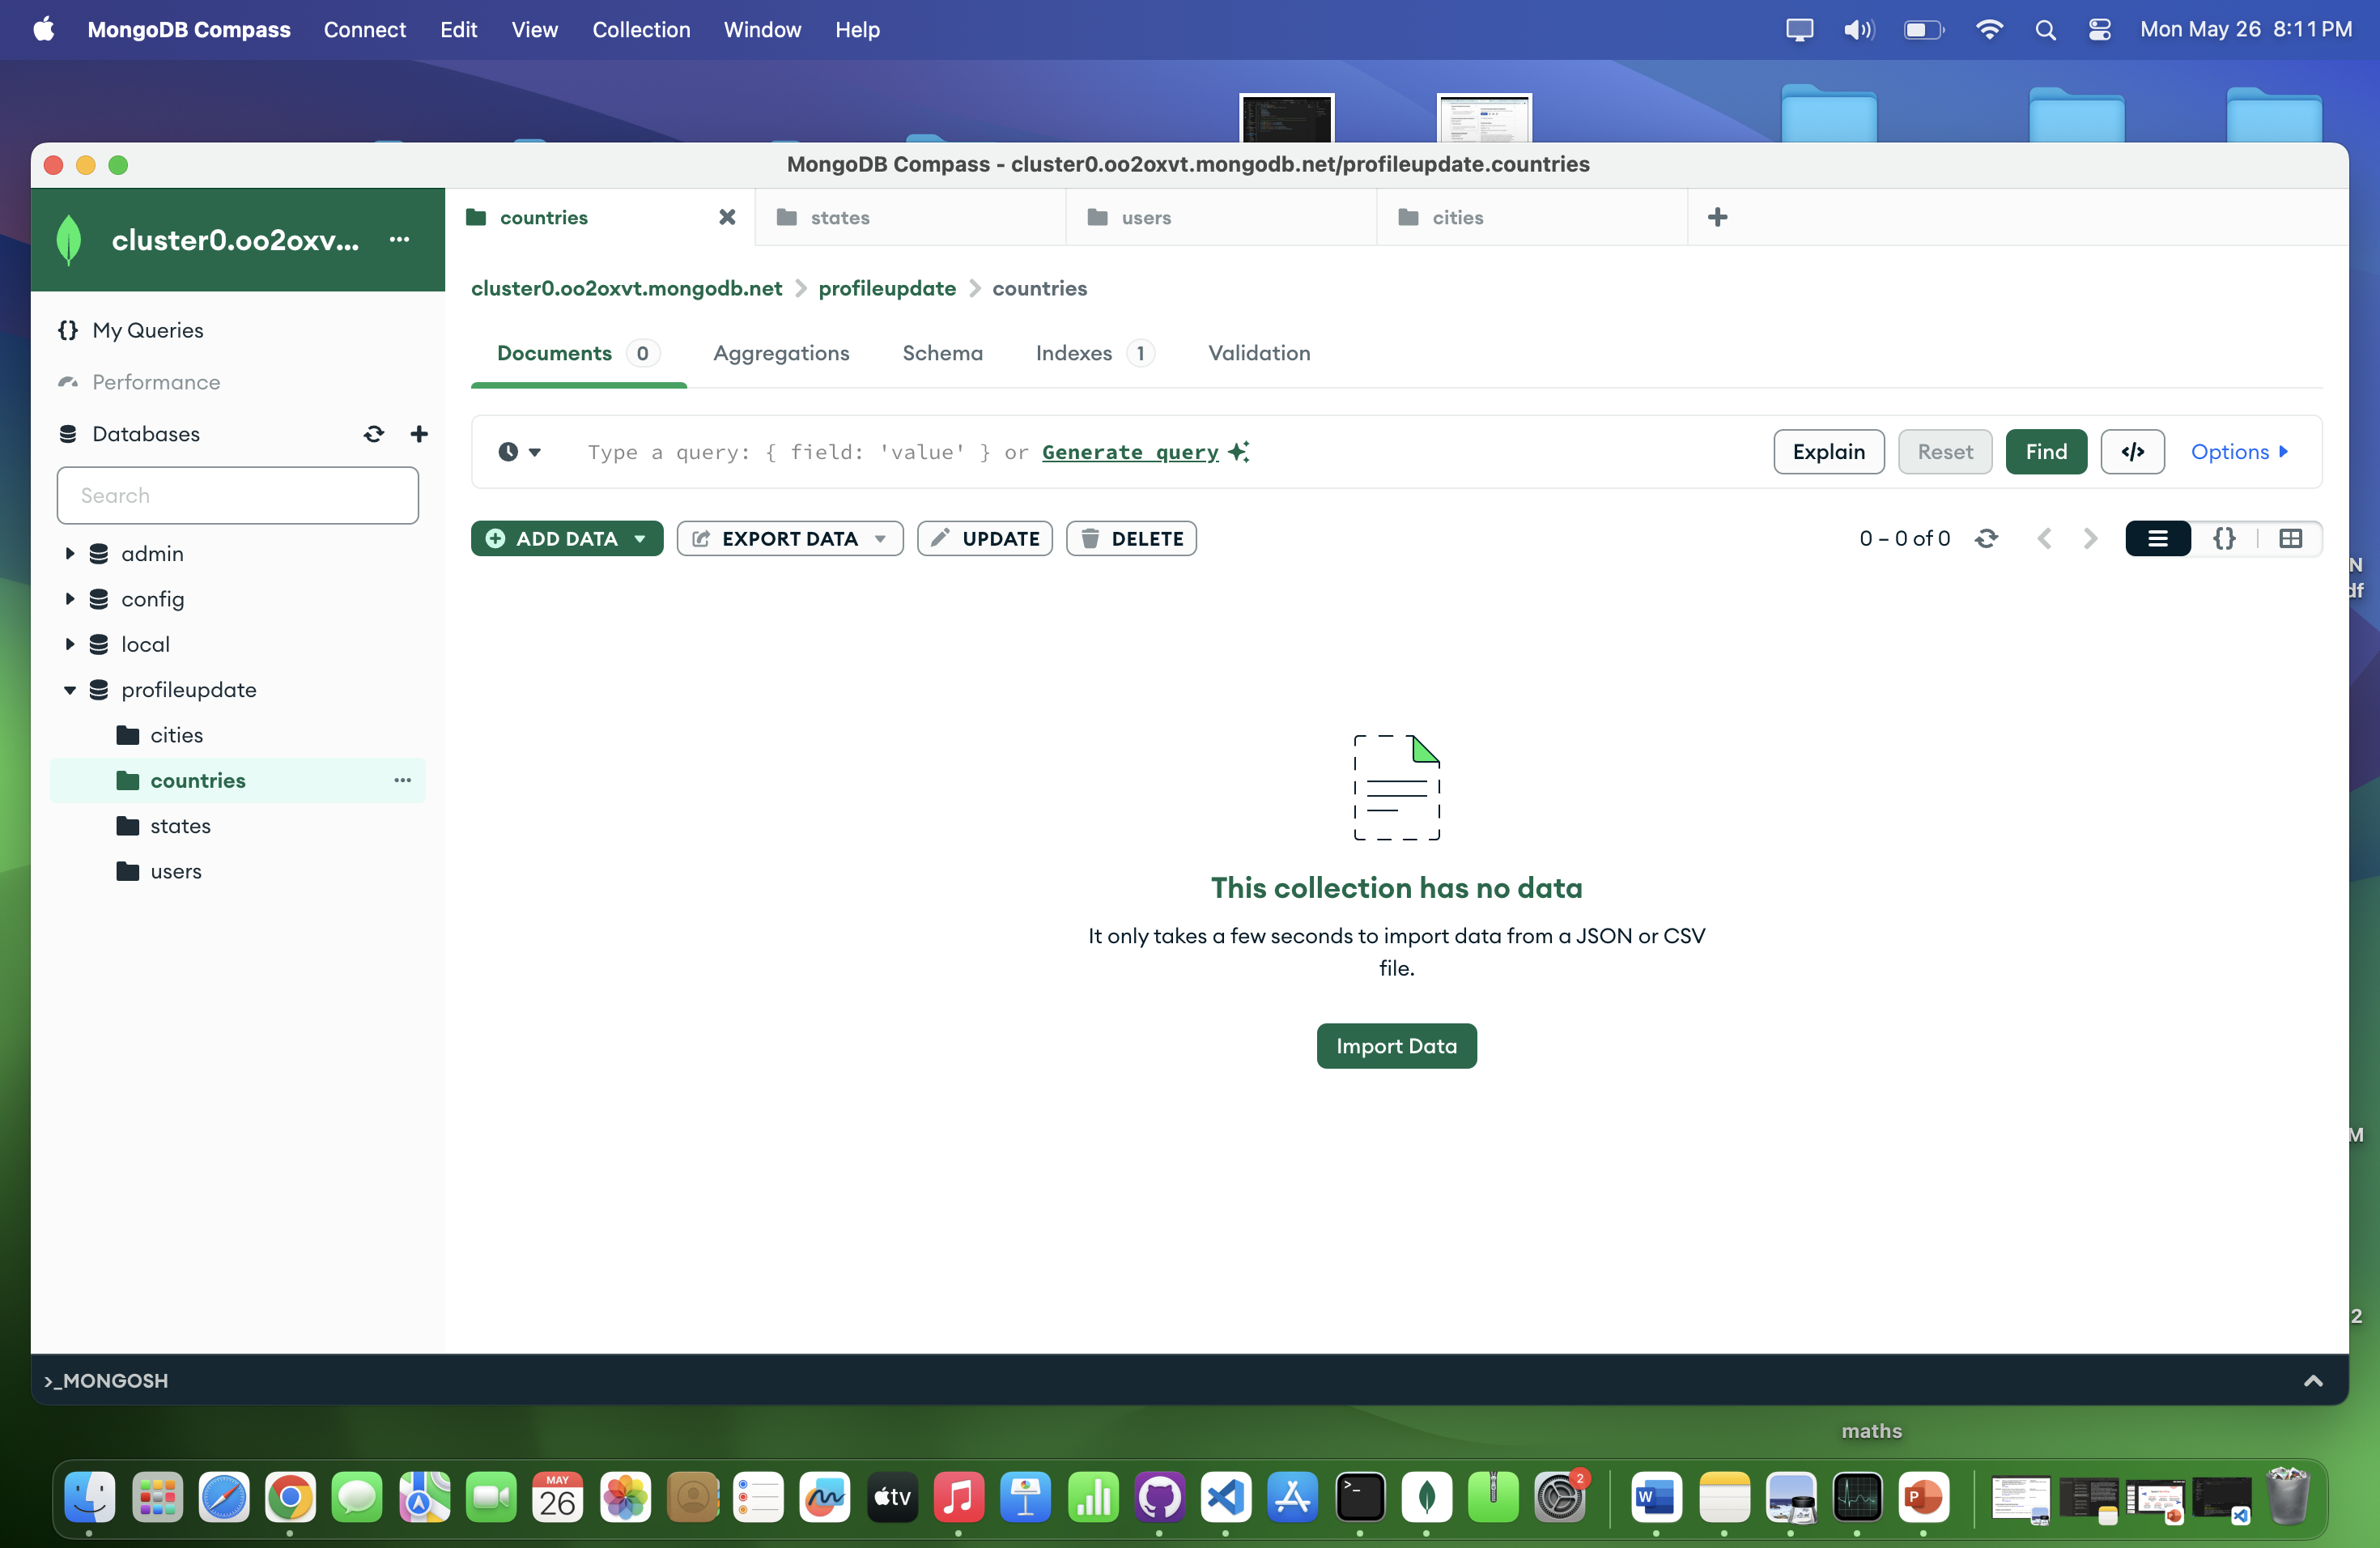 MongoDB Compass Connect Edit View Collection Window Help Mon May 26 8:11 PM
MongoDB Compass - cluster0.oo2oxvt.mongodb.net/profileupdate.countries
cluster0.oo2oxv...
countries states users cities
cluster0.oo2oxvt.mongodb.net profileupdate countries
My Queries
Performance
Databases
Search
admin
config
local
profileupdate
cities
countries
states
users
Documents 0 Aggregations Schema Indexes 1 Validation
Type a query: { field: 'value' } or Generate query
Explain Reset Find </> Options
ADD DATA EXPORT DATA UPDATE DELETE 0 – 0 of 0 {}
This collection has no data
It only takes a few seconds to import data from a JSON or CSV
file.
Import Data
>_MONGOSH
N
df
M
2
maths
MAY
26
tv
2
W
P